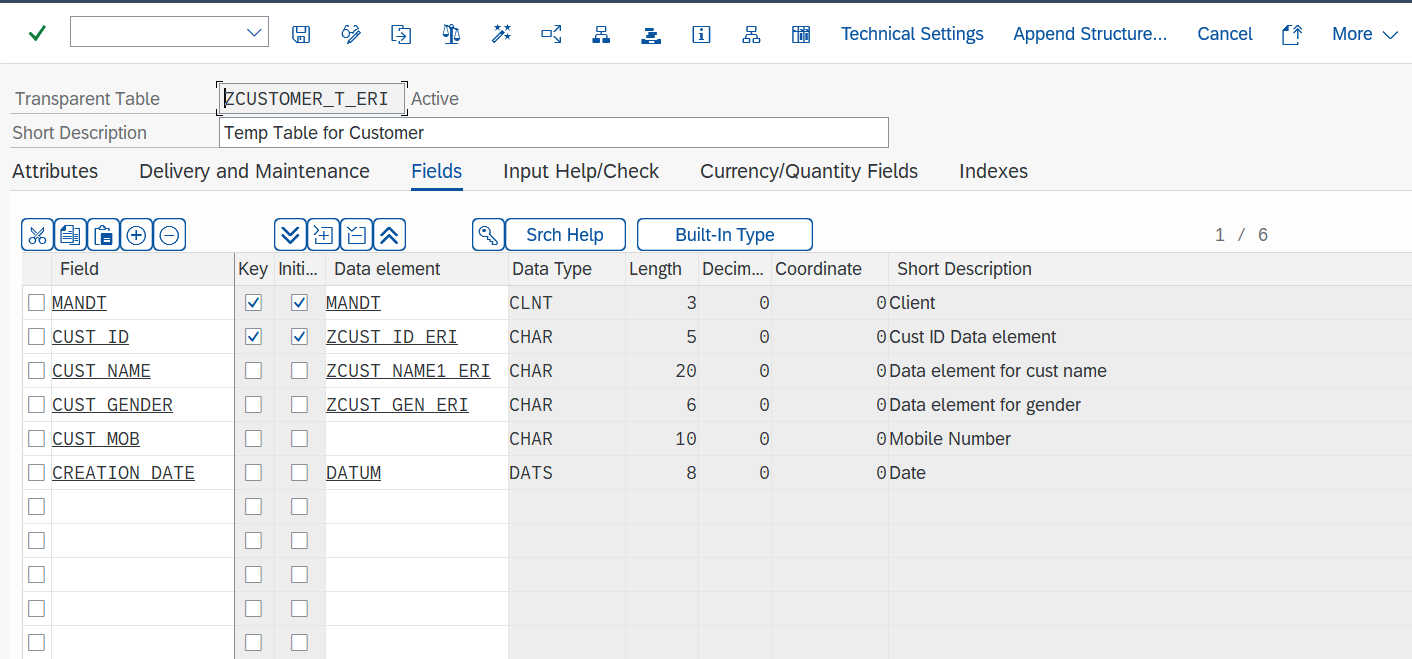 Technical Settings Append Structure... Cancel More
Transparent Table ZCUSTOMER_T_ERI Active
Short Description Temp Table for Customer
Attributes Delivery and Maintenance Fields Input Help/Check Currency/Quantity Fields Indexes
Srch Help Built-In Type 1 / 6
Field Key Initi... Data element Data Type Length Decim... Coordinate Short Description
MANDT MANDT CLNT 3 0 0 Client
CUST_ID ZCUST_ID_ERI CHAR 5 0 0 Cust ID Data element
CUST_NAME ZCUST_NAME1_ERI CHAR 20 0 0 Data element for cust name
CUST_GENDER ZCUST_GEN_ERI CHAR 6 0 0 Data element for gender
CUST_MOB CHAR 10 0 0 Mobile Number
CREATION_DATE DATUM DATS 8 0 0 Date